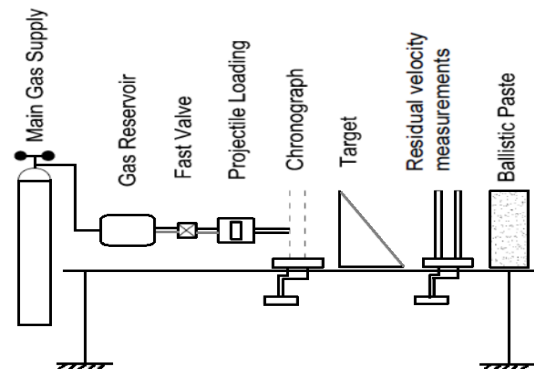 Main Gas Supply
Gas Reservoir
Fast Valve
Projectile Loading
Chronograph
Target
Residual velocity
measurements
Ballistic Paste